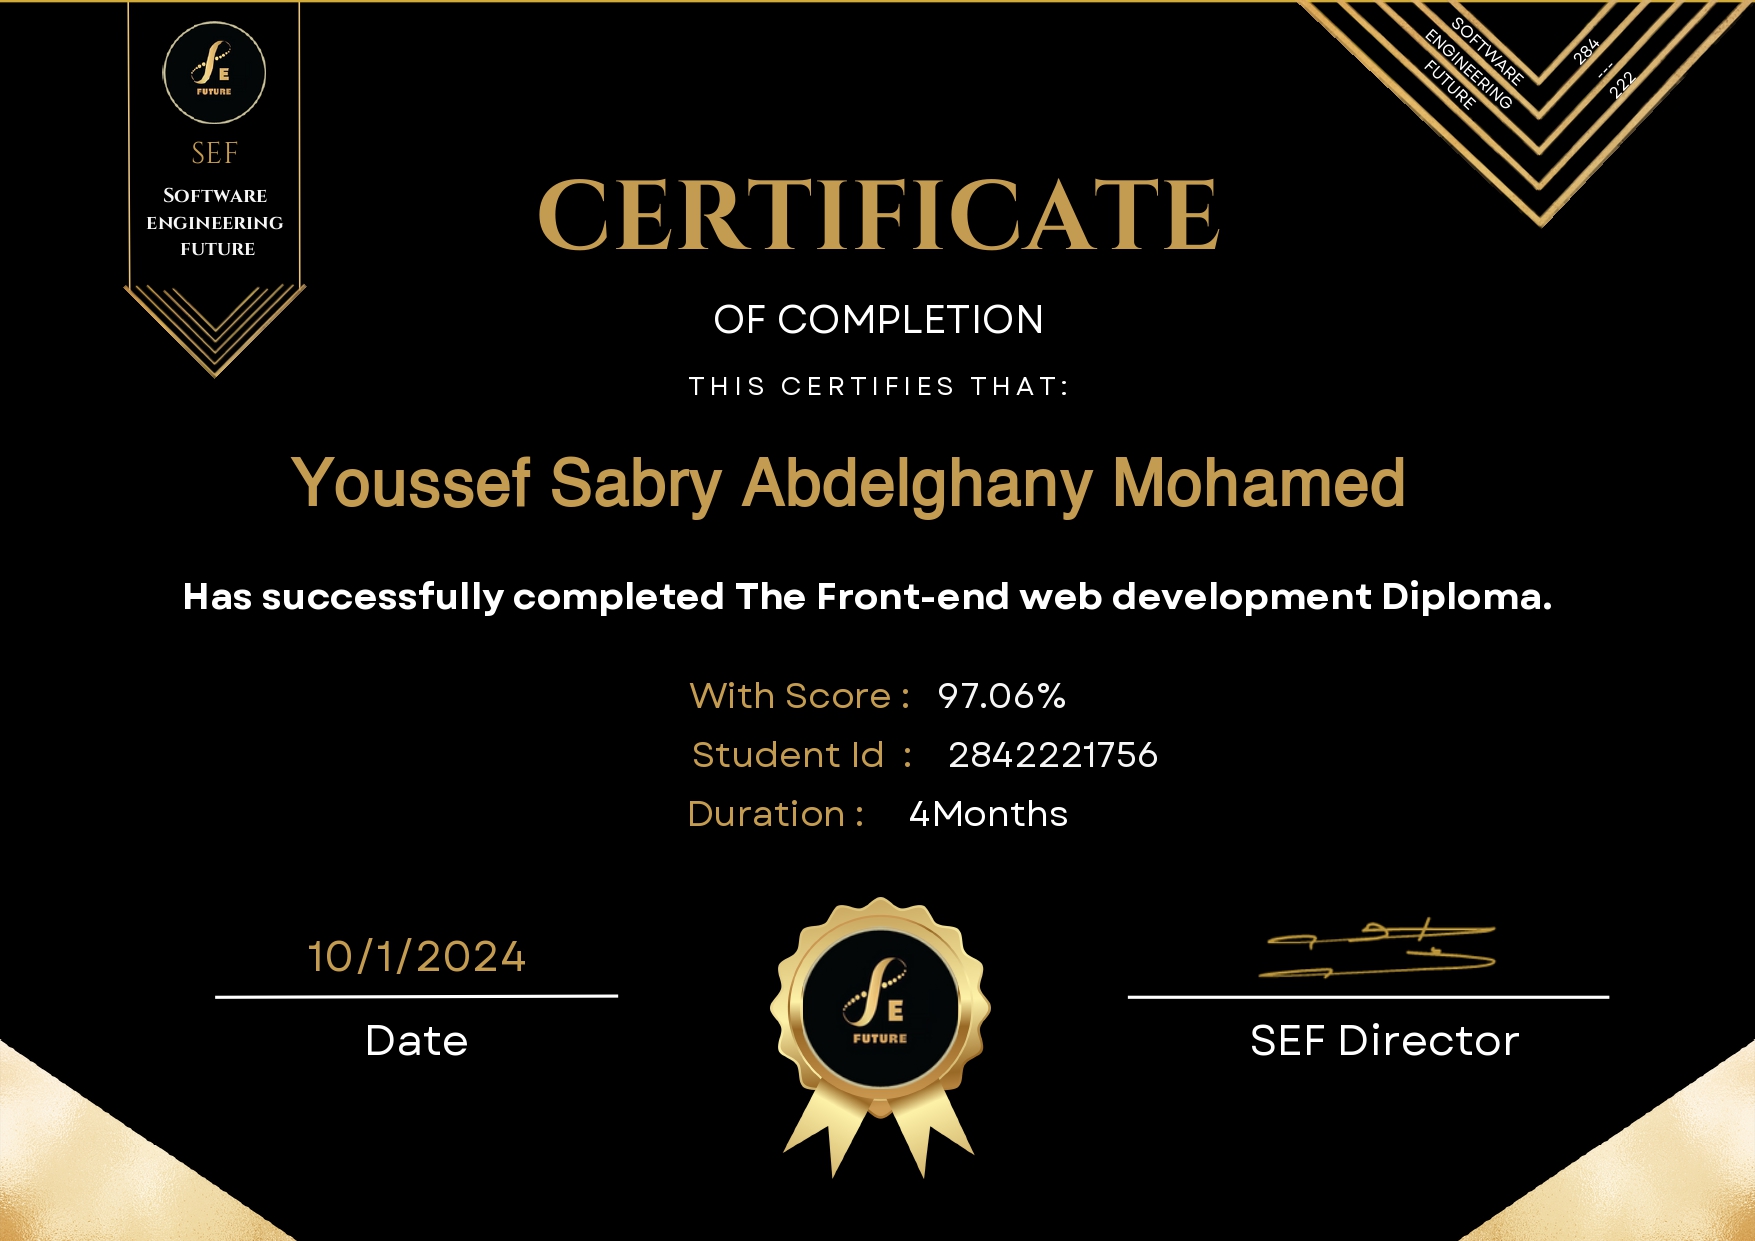 SE
FUTURE
SEF
SOFTWARE
ENGINEERING
FUTURE
SOFTWARE
ENGINEERING
FUTURE
284
---
222
CERTIFICATE
OF COMPLETION
THIS CERTIFIES THAT:
Youssef Sabry Abdelghany Mohamed
Has successfully completed The Front-end web development Diploma.
With Score : 97.06%
Student Id : 2842221756
Duration : 4Months
10/1/2024
Date
SE
FUTURE
SEF Director